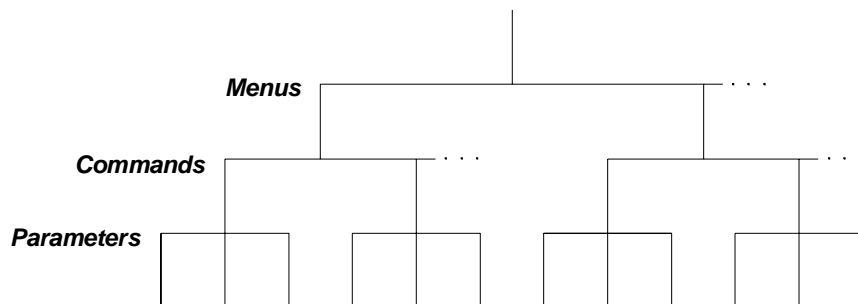 Menus . . .
Commands . . . . . .
Parameters